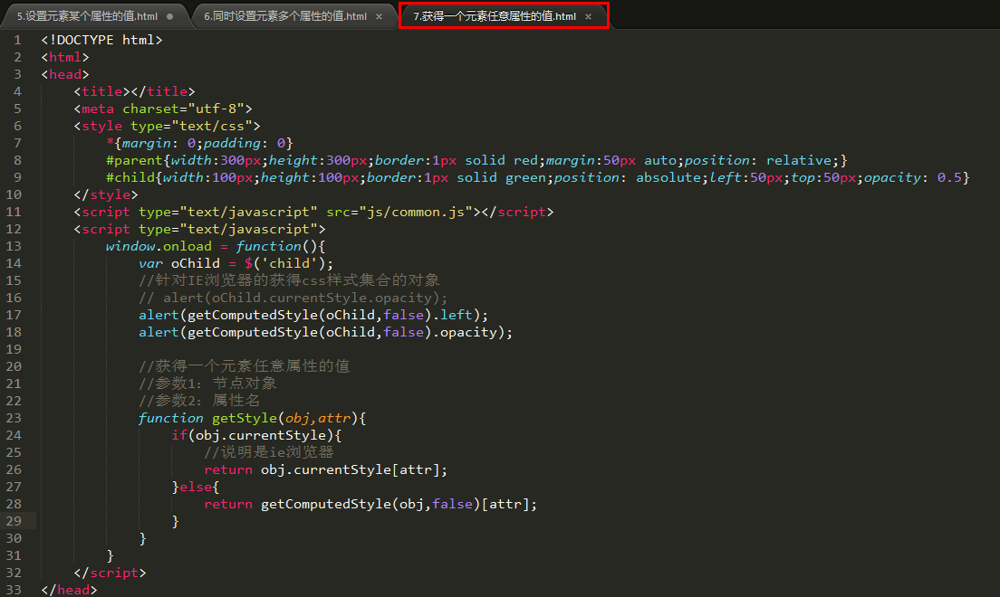 5.设置元素某个属性的值.html 6.同时设置元素多个属性的值.html × 7.获得一个元素任意属性的值.html ×
1 <!DOCTYPE html>
2 <html>
3 <head>
4 <title></title>
5 <meta charset="utf-8">
6 <style type="text/css">
7 *{margin: 0;padding: 0}
8 #parent{width:300px;height:300px;border:1px solid red;margin:50px auto;position: relative;}
9 #child{width:100px;height:100px;border:1px solid green;position: absolute;left:50px;top:50px;opacity: 0.5}
10 </style>
11 <script type="text/javascript" src="js/common.js"></script>
12 <script type="text/javascript">
13 window.onload = function(){
14 var oChild = $('child');
15 //针对IE浏览器的获得css样式集合的对象
16 // alert(oChild.currentStyle.opacity);
17 alert(getComputedStyle(oChild,false).left);
18 alert(getComputedStyle(oChild,false).opacity);
19
20 //获得一个元素任意属性的值
21 //参数1：节点对象
22 //参数2：属性名
23 function getStyle(obj,attr){
24 if(obj.currentStyle){
25 //说明是ie浏览器
26 return obj.currentStyle[attr];
27 }else{
28 return getComputedStyle(obj,false)[attr];
29 }
30 }
31 }
32 </script>
33 </head>